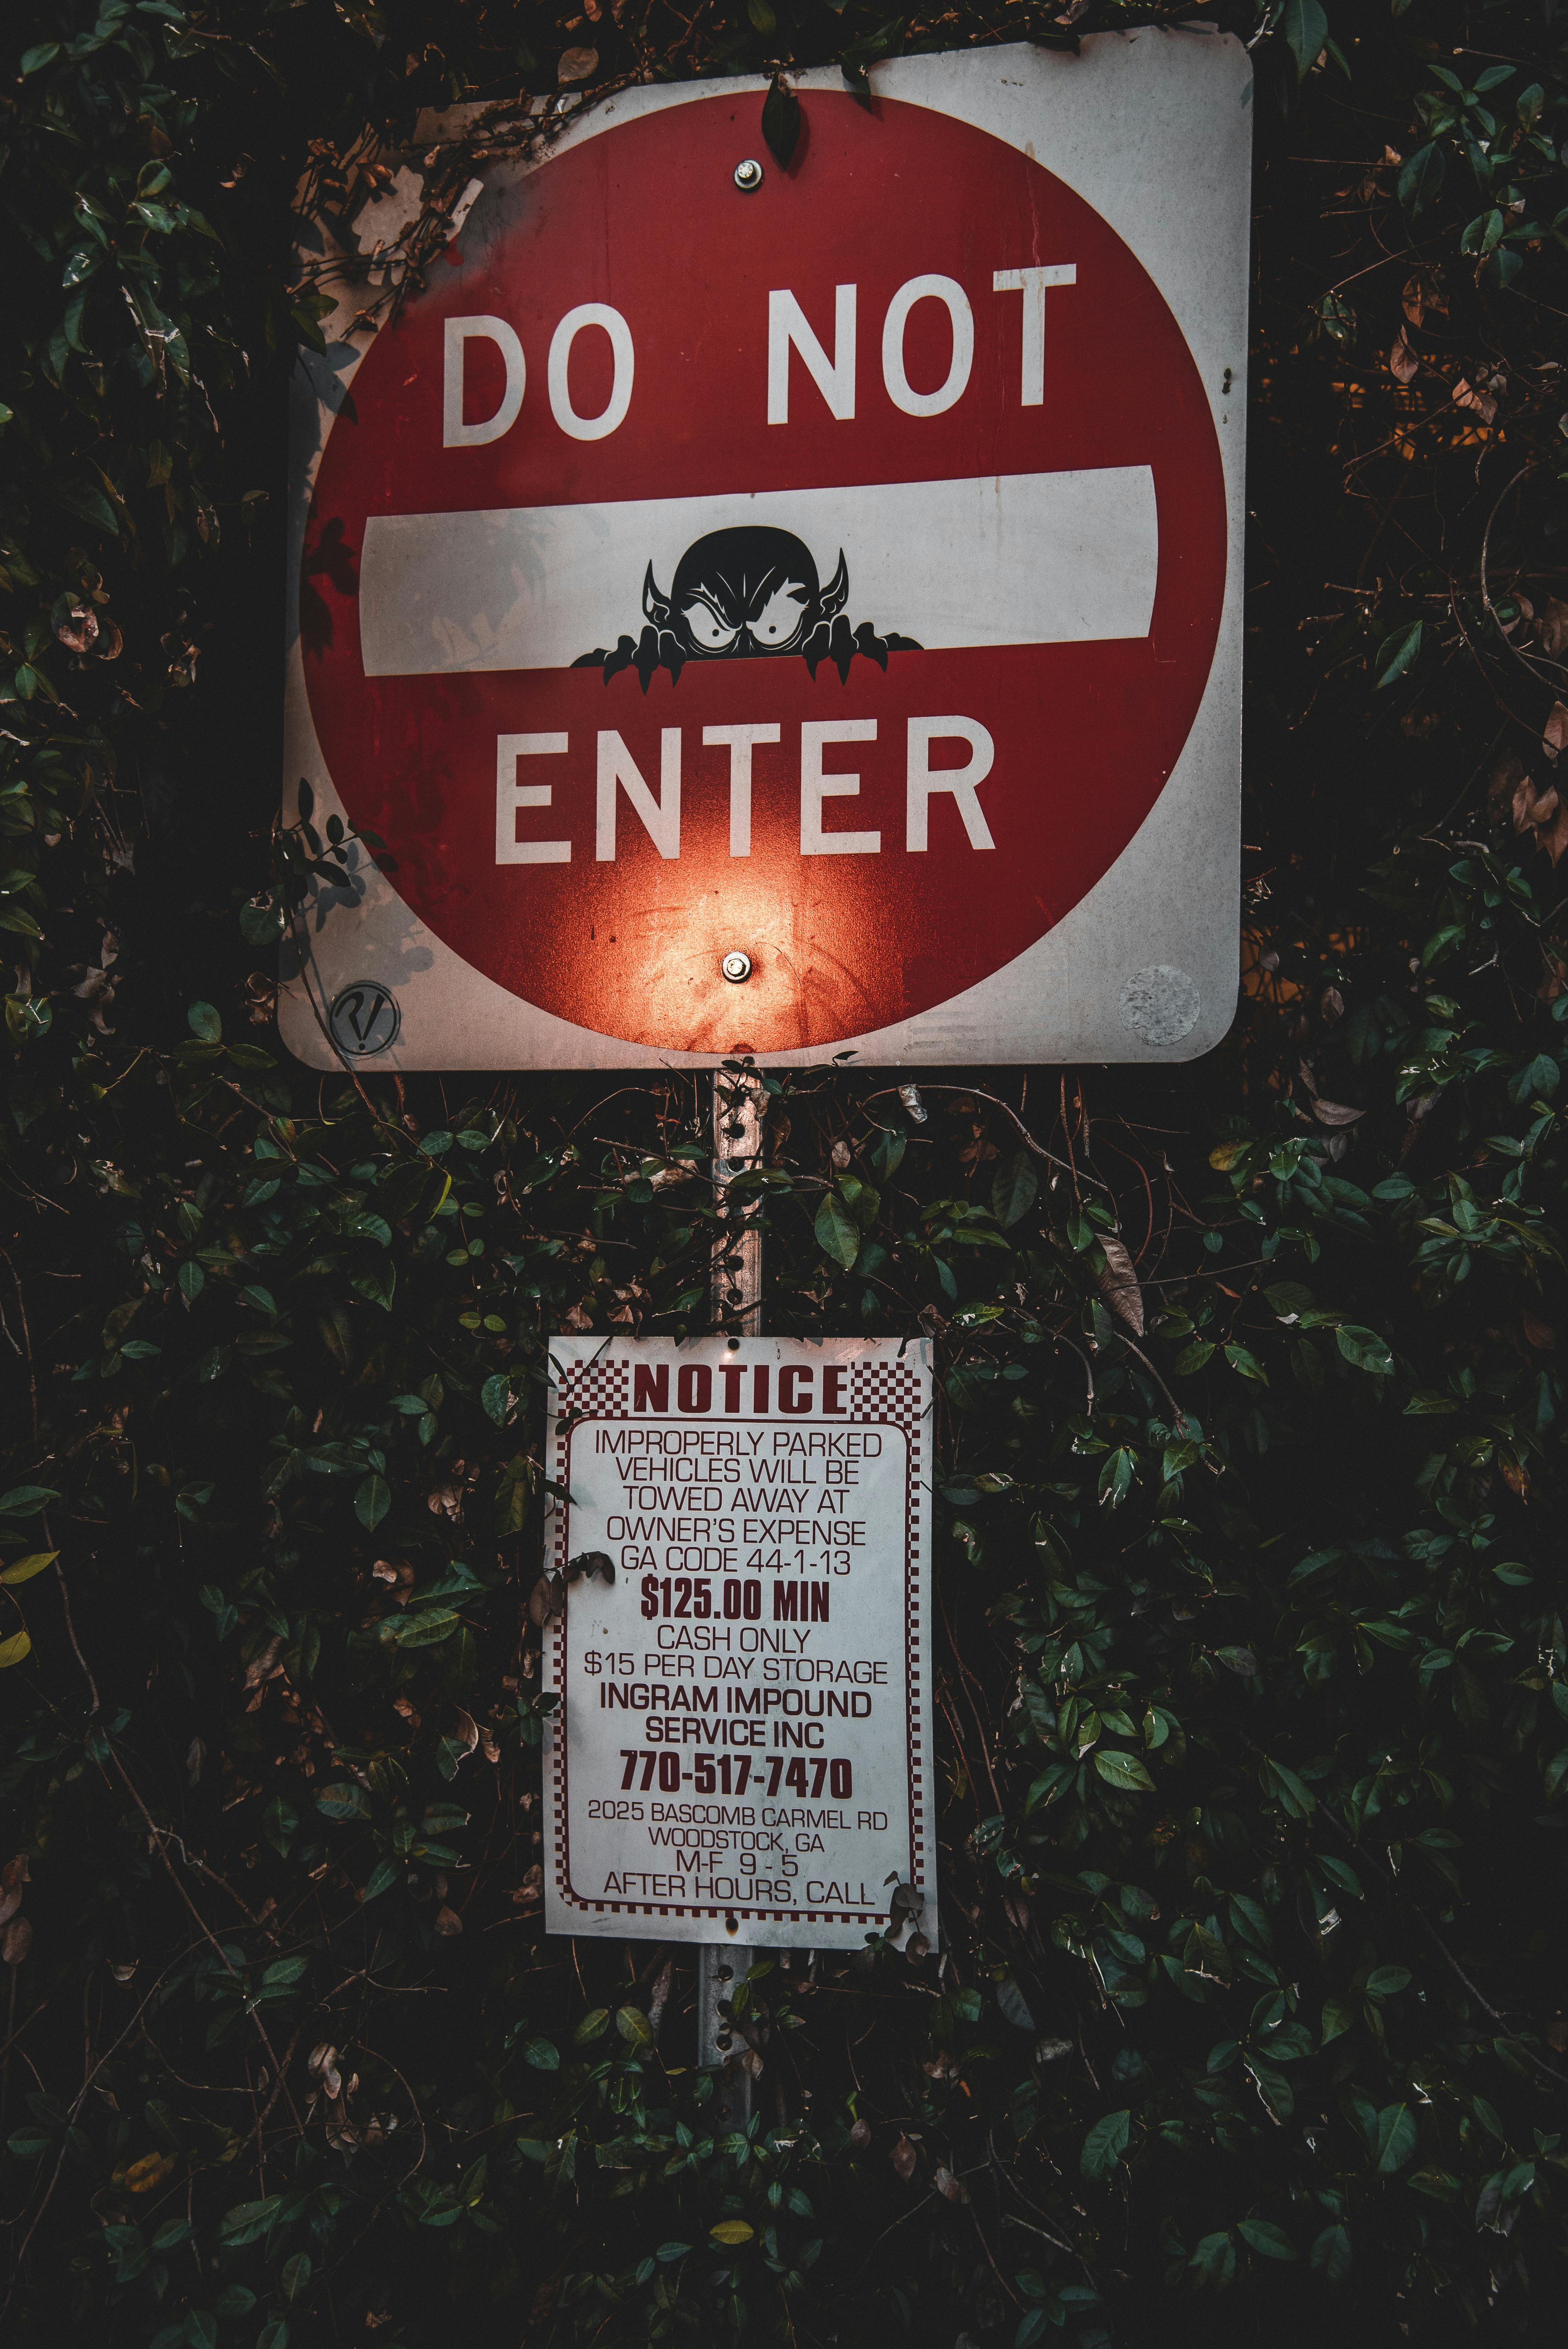 DO NOT
ENTER
NOTICE
IMPROPERLY PARKED
VEHICLES WILL BE
TOWED AWAY AT
OWNER'S EXPENSE
GA CODE 44-1-13
$125.00 MIN
CASH ONLY
$15 PER DAY STORAGE
INGRAM IMPOUND
SERVICE INC
770-517-7470
2025 BASCOMB CARMEL RD
WOODSTOCK, GA
M-F 9 - 5
AFTER HOURS, CALL